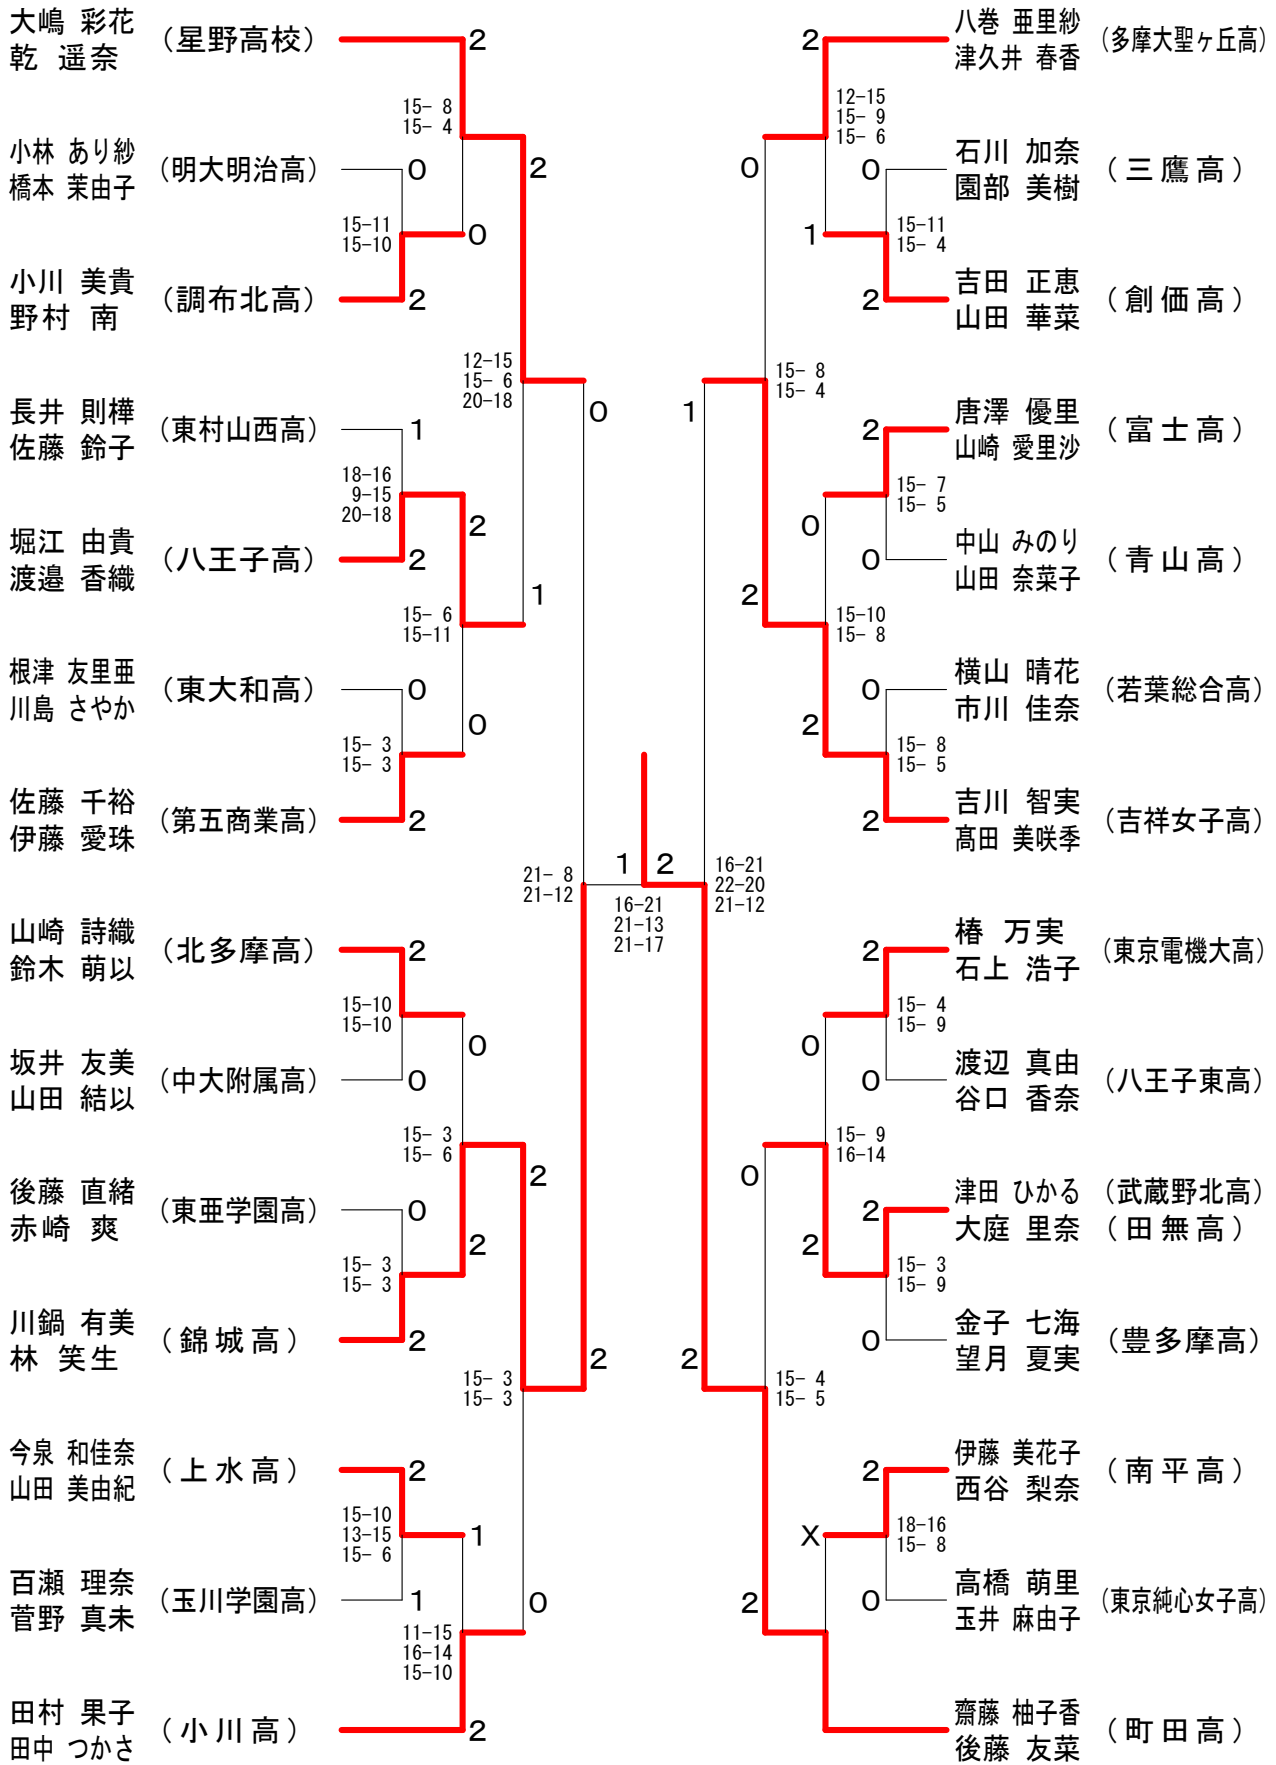 大嶋 彩花
乾 遥奈
（星野高校）
2
15- 8
15- 4
小林 あり紗
橋本 茉由子
（明大明治高）
0
15-11
15-10
0
2
小川 美貴
野村 南
（調布北高）
2
12-15
15- 6
20-18
0
長井 則樺
佐藤 鈴子
（東村山西高）
1
18-16
9-15
20-18
2
堀江 由貴
渡邉 香織
（八王子高）
2
1
15- 6
15-11
根津 友里亜
川島 さやか
（東大和高）
0
0
15- 3
15- 3
佐藤 千裕
伊藤 愛珠
（第五商業高）
2
21- 8
21-12
1
2
16-21
21-13
21-17
山崎 詩織
鈴木 萌以
（北多摩高）
2
15-10
15-10
0
坂井 友美
山田 結以
（中大附属高）
0
15- 3
15- 6
2
後藤 直緒
赤崎 爽
（東亜学園高）
0
2
15- 3
15- 3
川鍋 有美
林 笑生
（錦城高）
2
2
15- 3
15- 3
今泉 和佳奈
山田 美由紀
（上水高）
2
15-10
13-15
15- 6
1
百瀬 理奈
菅野 真未
（玉川学園高）
1
0
11-15
16-14
15-10
田村 果子
田中 つかさ
（小川高）
2
2
八巻 亜里紗
津久井 春香
（多摩大聖ヶ丘高）
12-15
15- 9
15- 6
0
0
石川 加奈
園部 美樹
（三鷹高）
1
15-11
15- 4
2
吉田 正恵
山田 華菜
（創価高）
15- 8
15- 4
1
2
唐澤 優里
山崎 愛里沙
（富士高）
15- 7
15- 5
0
0
中山 みのり
山田 奈菜子
（青山高）
2
15-10
15- 8
0
横山 晴花
市川 佳奈
（若葉総合高）
2
15- 8
15- 5
2
吉川 智実
髙田 美咲季
（吉祥女子高）
16-21
22-20
21-12
2
椿 万実
石上 浩子
（東京電機大高）
15- 4
15- 9
0
0
渡辺 真由
谷口 香奈
（八王子東高）
15- 9
16-14
0
2
津田 ひかる
大庭 里奈
（武蔵野北高）
（田無高）
2
15- 3
15- 9
0
金子 七海
望月 夏実
（豊多摩高）
2
15- 4
15- 5
2
伊藤 美花子
西谷 梨奈
（南平高）
X
18-16
15- 8
2
0
高橋 萌里
玉井 麻由子
（東京純心女子高）
齋藤 柚子香
後藤 友菜
（町田高）